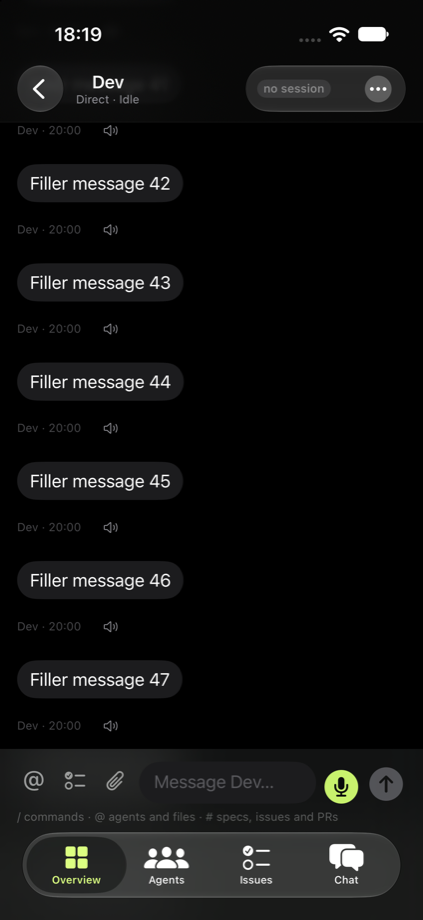 18:19
Dev
Direct · Idle
no session
Dev · 20:00
Filler message 42
Dev · 20:00
Filler message 43
Dev · 20:00
Filler message 44
Dev · 20:00
Filler message 45
Dev · 20:00
Filler message 46
Dev · 20:00
Filler message 47
Dev · 20:00
Message Dev...
/ commands · @ agents and files · # specs, issues and PRs
Overview
Agents
Issues
Chat